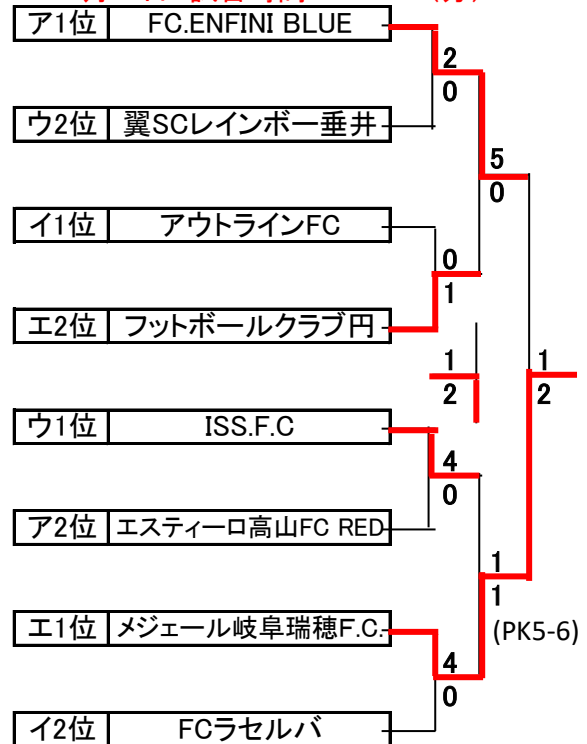 ア1位 FC.ENFINI BLUE
2
0
ウ2位 翼SCレインボー垂井
5
0
イ1位 アウトラインFC
0
1
エ2位 フットボールクラブ円
1
2
1
2
ウ1位 ISS.F.C
4
0
ア2位 エスティーロ高山FC RED
1
1
(PK5-6)
エ1位 メジェール岐阜瑞穂F.C.
4
0
イ2位 FCラセルバ